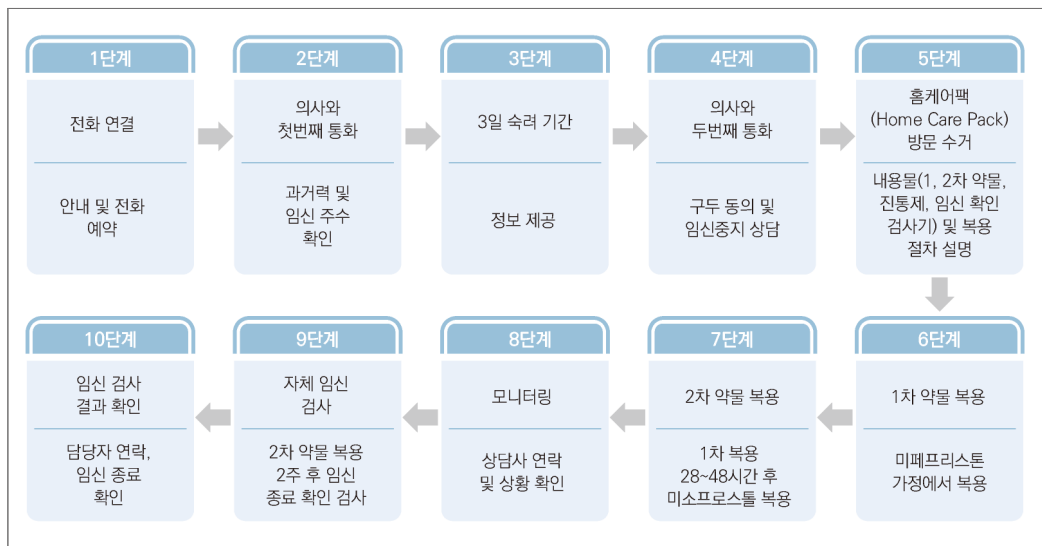 1단계
전화 연결
안내 및 전화
예약
2단계
의사와
첫번째 통화
과거력 및
임신 주수
확인
3단계
3일 숙려 기간
정보 제공
4단계
의사와
두번째 통화
구두 동의 및
임신중지 상담
5단계
홈케어팩
(Home Care Pack)
방문 수거
내용물(1, 2차 약물,
진통제, 임신 확인
검사기) 및 복용
절차 설명
6단계
1차 약물 복용
미페프리스톤
가정에서 복용
7단계
2차 약물 복용
1차 복용
28~48시간 후
미소프로스톨 복용
8단계
모니터링
상담사 연락
및 상황 확인
9단계
자체 임신
검사
2차 약물 복용
2주 후 임신
종료 확인 검사
10단계
임신 검사
결과 확인
담당자 연락,
임신 종료
확인